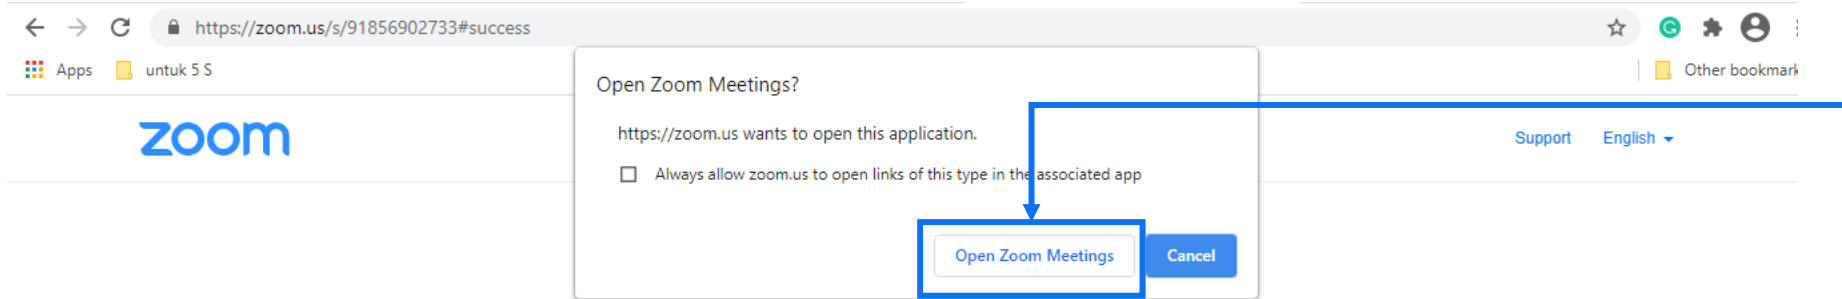 https://zoom.us/s/91856902733#success
Apps untuk 5 S Other bookmark
Open Zoom Meetings?
zoom
https://zoom.us wants to open this application.
Support English
Always allow zoom.us to open links of this type in the associated app
Open Zoom Meetings Cancel